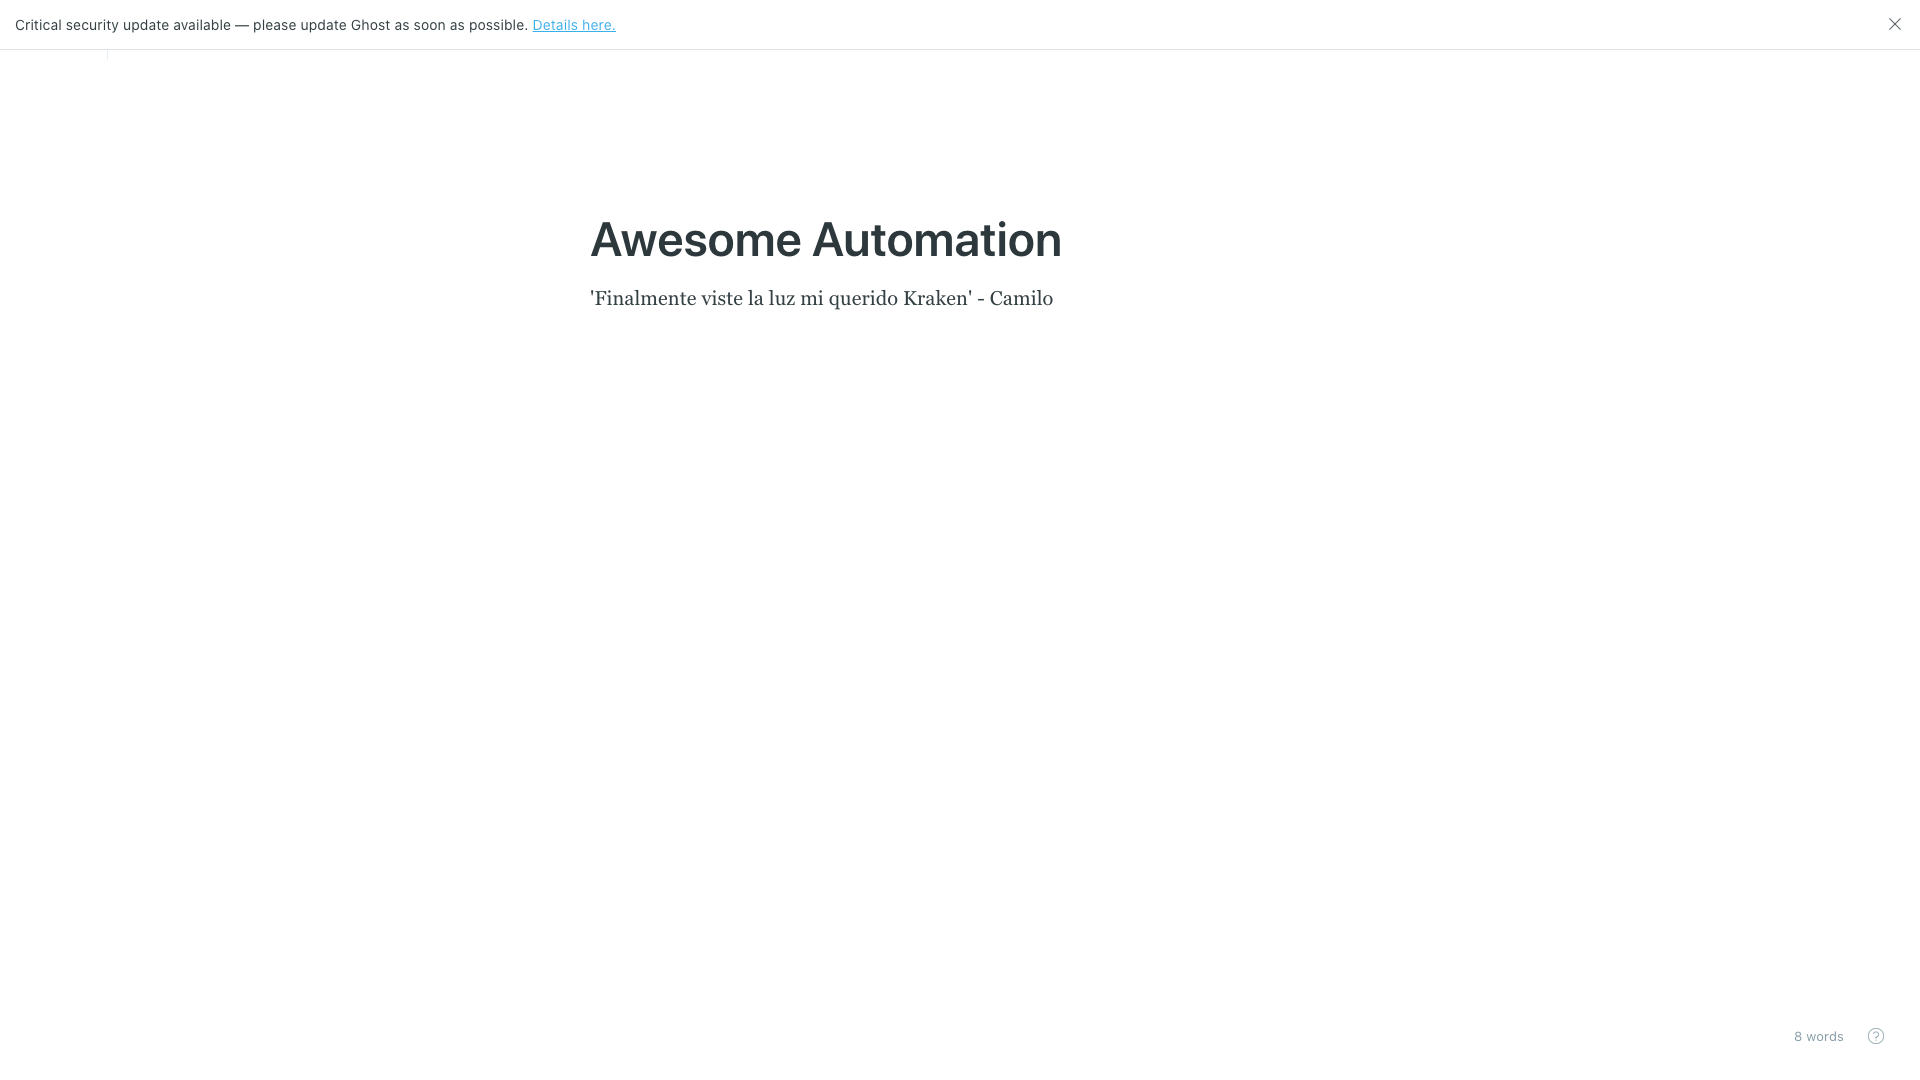 Critical security update available — please update Ghost as soon as possible. Details here.
Awesome Automation
'Finalmente viste la luz mi querido Kraken' - Camilo
8 words